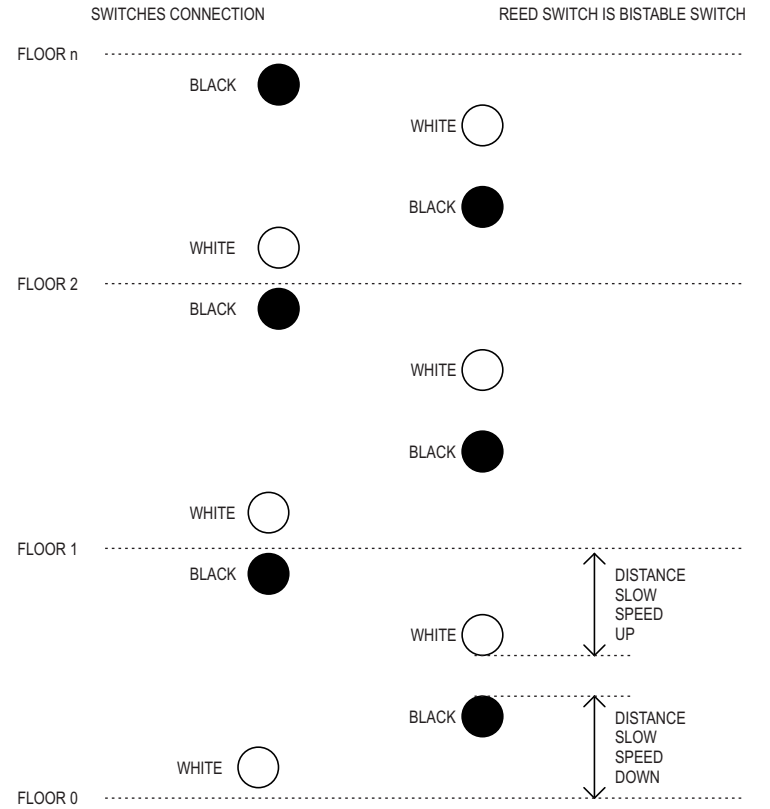 SWITCHES CONNECTION
REED SWITCH IS BISTABLE SWITCH
FLOOR n
BLACK
WHITE
BLACK
WHITE
FLOOR 2
BLACK
WHITE
BLACK
WHITE
FLOOR 1
BLACK
DISTANCE
SLOW
SPEED
UP
WHITE
BLACK
DISTANCE
SLOW
SPEED
DOWN
WHITE
FLOOR 0